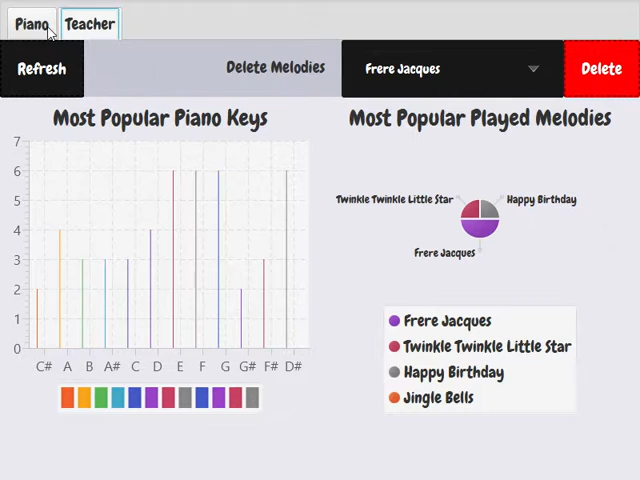 Piano Teacher
Refresh Delete Melodies Frere Jacques Delete
Most Popular Piano Keys
7
6
5
4
3
2
1
0
C# A B A# C D E F G G# F# D#
Most Popular Played Melodies
Twinkle Twinkle Little Star Happy Birthday
Frere Jacques
Frere Jacques
Twinkle Twinkle Little Star
Happy Birthday
Jingle Bells